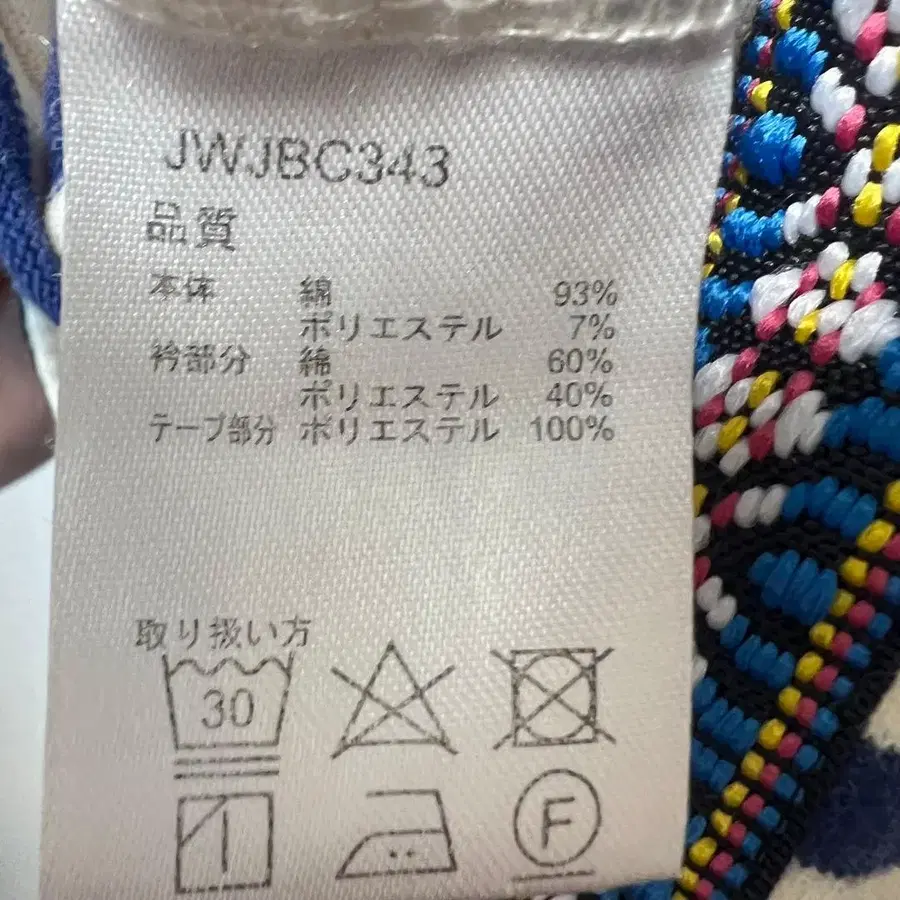 JWJBC343
品質
本体 綿 93%
ポリエステル 7%
衿部分 綿 60%
ポリエステル 40%
テープ部分 ポリエステル 100%
取り扱い方
30
F